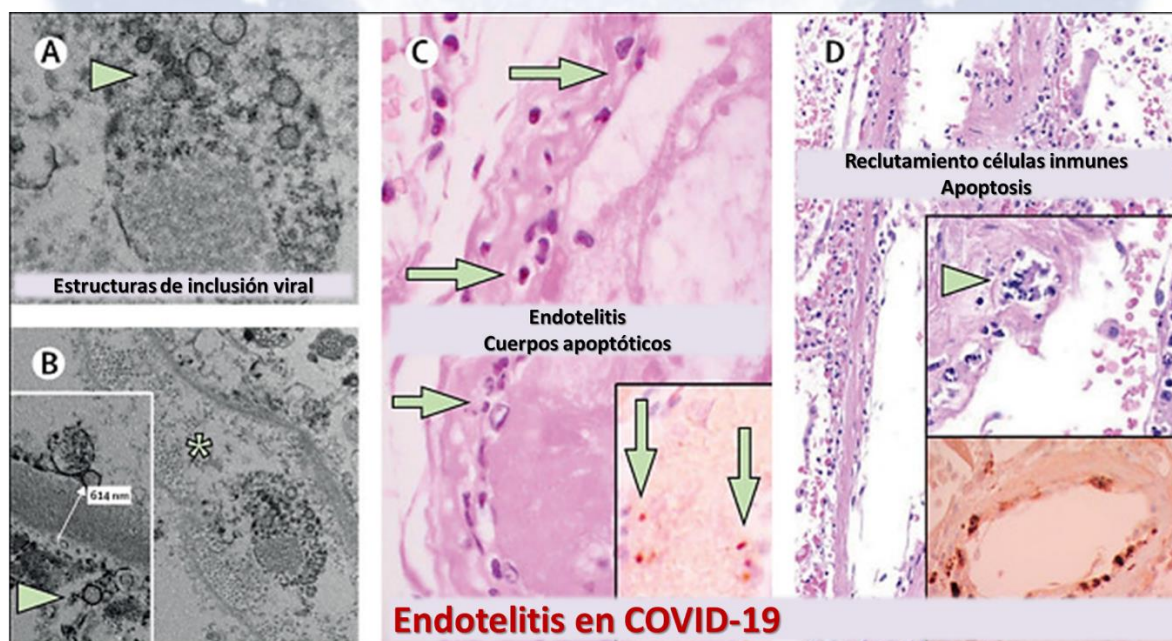 A
Estructuras de inclusión viral
B
614 nm
*
C
Endotelitis
Cuerpos apoptóticos
D
Reclutamiento células inmunes
Apoptosis
Endotelitis en COVID-19